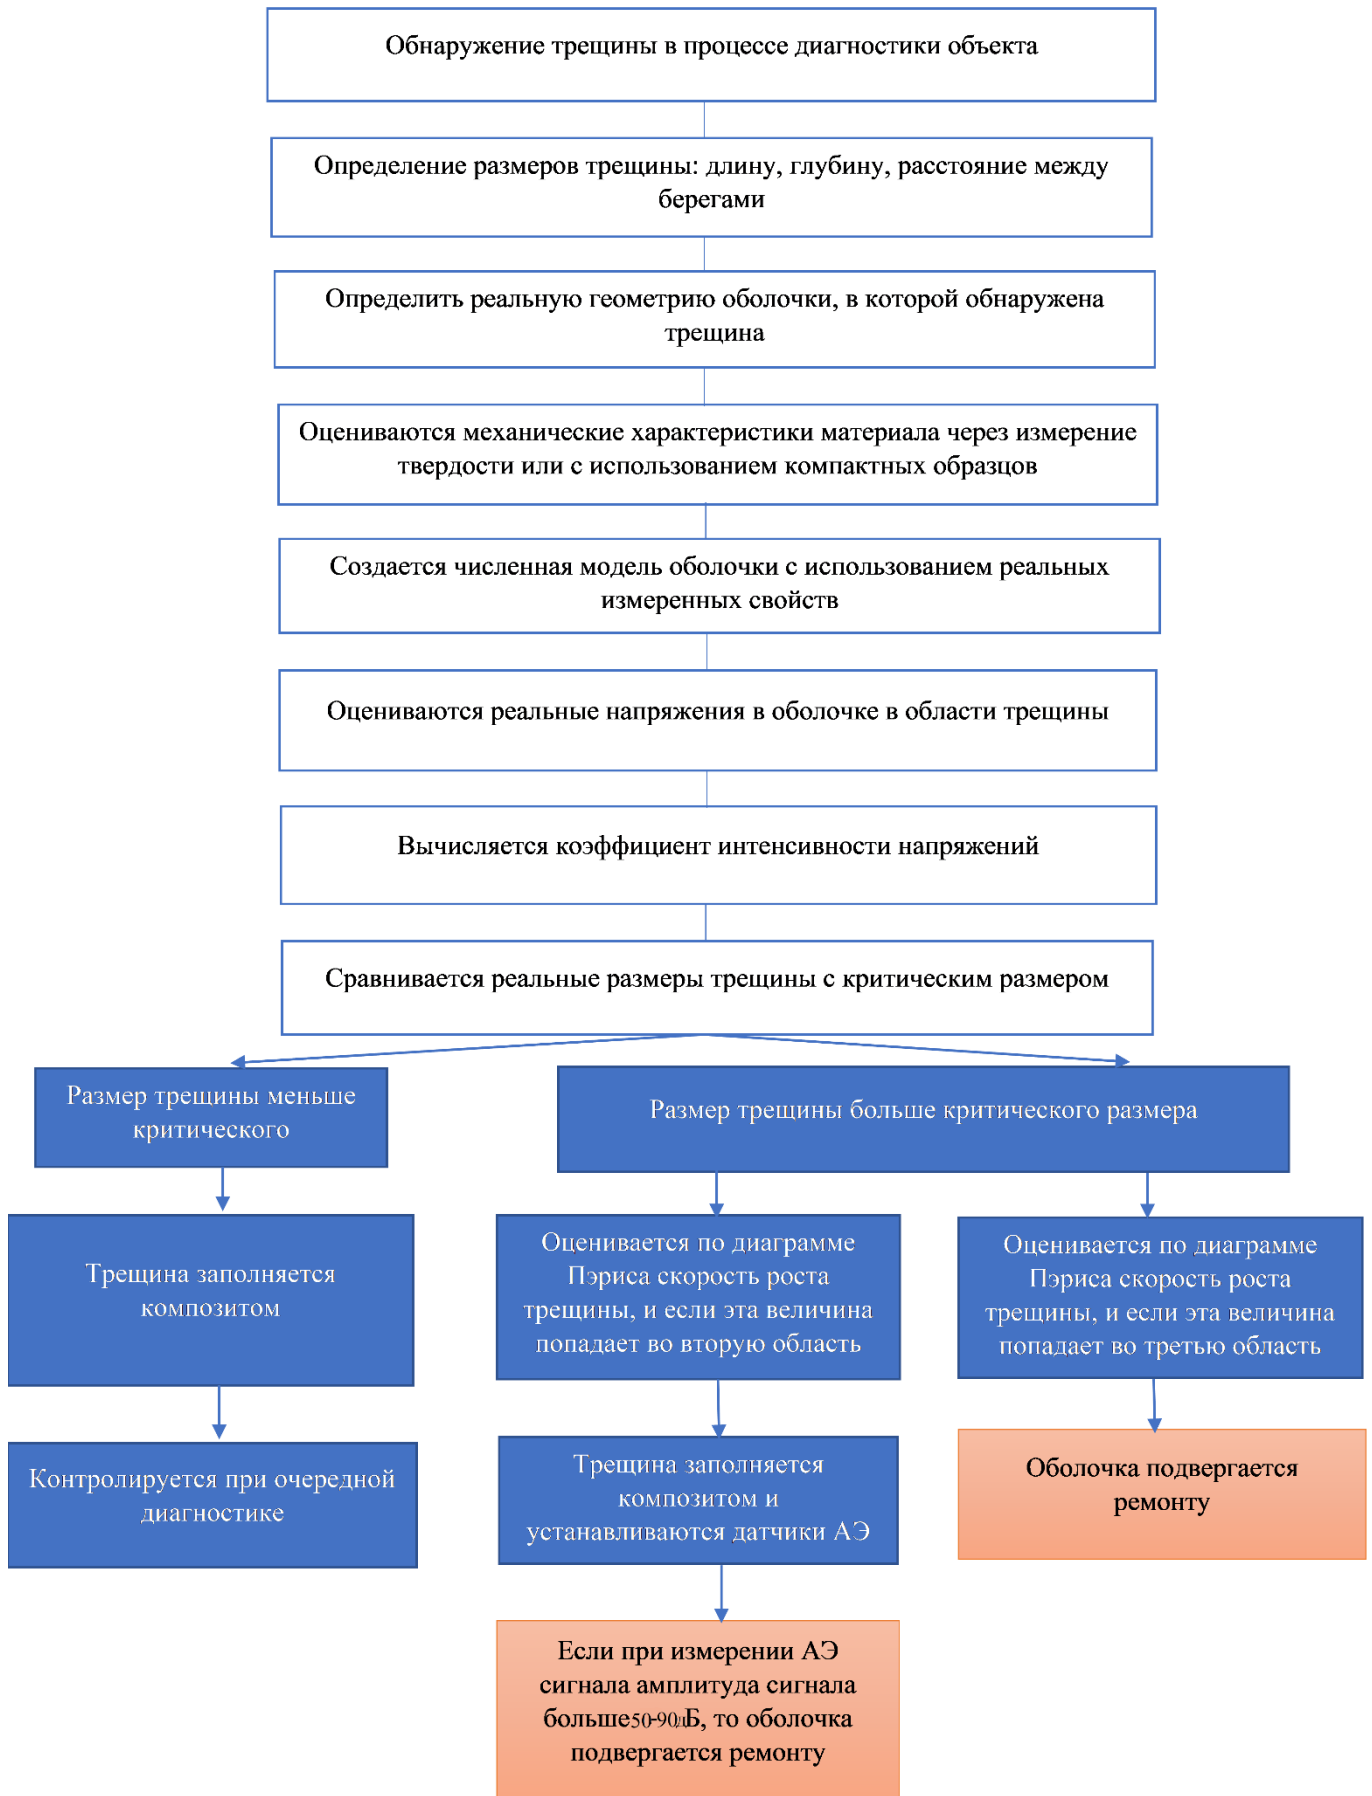 Обнаружение трещины в процессе диагностики объекта
Определение размеров трещины: длину, глубину, расстояние между
берегами
Определить реальную геометрию оболочки, в которой обнаружена
трещина
Оцениваются механические характеристики материала через измерение
твердости или с использованием компактных образцов
Создается численная модель оболочки с использованием реальных
измеренных свойств
Оцениваются реальные напряжения в оболочке в области трещины
Вычисляется коэффициент интенсивности напряжений
Сравнивается реальные размеры трещины с критическим размером
Размер трещины меньше
критического
Трещина заполняется
композитом
Контролируется при очередной
диагностике
Размер трещины больше критического размера
Оценивается по диаграмме
Пэриса скорость роста
трещины, и если эта величина
попадает во вторую область
Трещина заполняется
композитом и
устанавливаются датчики АЭ
Если при измерении АЭ
сигнала амплитуда сигнала
больше50-90дБ, то оболочка
подвергается ремонту
Оценивается по диаграмме
Пэриса скорость роста
трещины, и если эта величина
попадает во третью область
Оболочка подвергается
ремонту